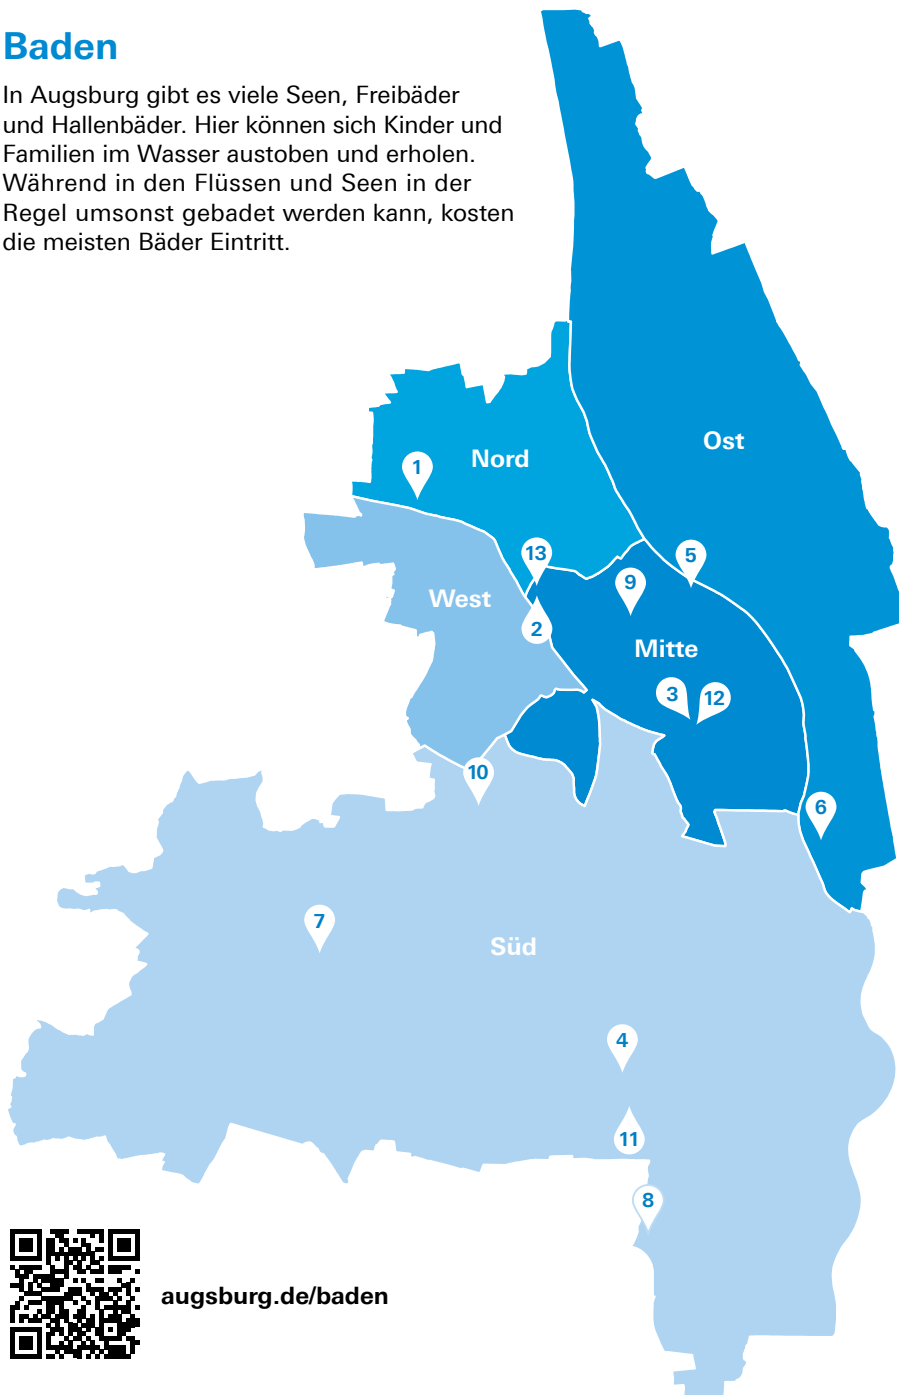 Baden
In Augsburg gibt es viele Seen, Freibäder
und Hallenbäder. Hier können sich Kinder und
Familien im Wasser austoben und erholen.
Während in den Flüssen und Seen in der
Regel umsonst gebadet werden kann, kosten
die meisten Bäder Eintritt.
Ost
Nord
1
13
5
9
West
2
Mitte
3
12
10
6
7
Süd
4
11
8
augsburg.de/baden